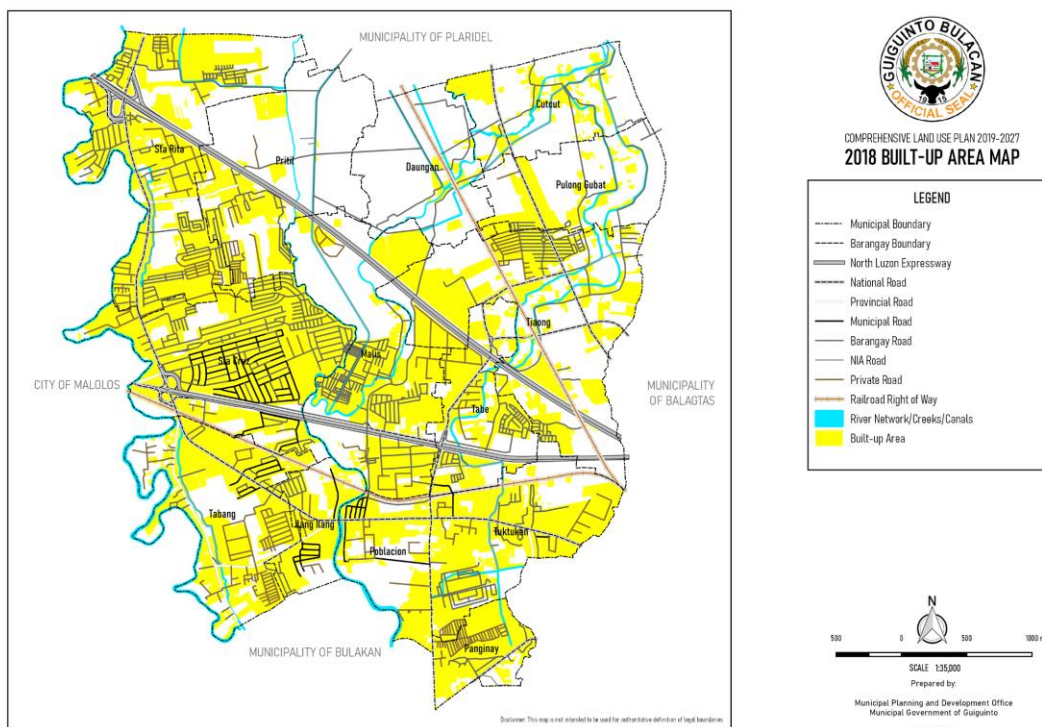 MUNICIPALITY OF PLARIDEL
Cutcut
Sta Rita
Pritil
Daungan
Pulong Gubat
Tiaong
Malis
Sta Cruz
CITY OF MALOLOS
MUNICIPALITY
OF BALAGTAS
Tabe
Tabang
Ilang Ilang
Poblacion
Tuktukan
Panginay
MUNICIPALITY OF BULAKAN
Disclaimer: This map is not intended to be used for authoritative definition of legal boundaries
GUIGUINTO BULACAN
1915
OFFICIAL SEAL
COMPREHENSIVE LAND USE PLAN 2019-2027
2018 BUILT-UP AREA MAP
LEGEND
Municipal Boundary
Barangay Boundary
North Luzon Expressway
National Road
Provincial Road
Municipal Road
Barangay Road
NIA Road
Private Road
Railroad Right of Way
River Network/Creeks/Canals
Built-up Area
N
500 0 500 1000 m
SCALE 1:35,000
Prepared by:
Municipal Planning and Development Office
Municipal Government of Guiguinto